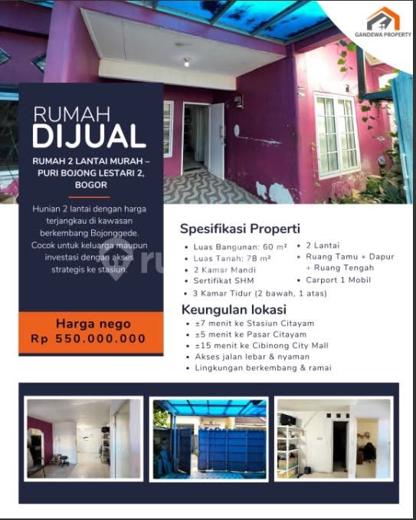 GANDEWA PROPERTY
RUMAH
DIJUAL
RUMAH 2 LANTAI MURAH –
PURI BOJONG LESTARI 2,
BOGOR
Hunian 2 lantai dengan harga
terjangkau di kawasan
berkembang Bojonggede.
Cocok untuk keluarga maupun
investasi dengan akses
strategis ke stasiun.
Harga nego
Rp 550.000.000
Spesifikasi Properti
• Luas Bangunan: 60 m²
• Luas Tanah: 78 m²
• 2 Kamar Mandi
• Sertifikat SHM
• 3 Kamar Tidur (2 bawah, 1 atas)
• 2 Lantai
• Ruang Tamu + Dapur
+ Ruang Tengah
• Carport 1 Mobil
Keungulan lokasi
• ±7 menit ke Stasiun Citayam
• ±5 menit ke Pasar Citayam
• ±15 menit ke Cibinong City Mall
• Akses jalan lebar & nyaman
• Lingkungan berkembang & ramai